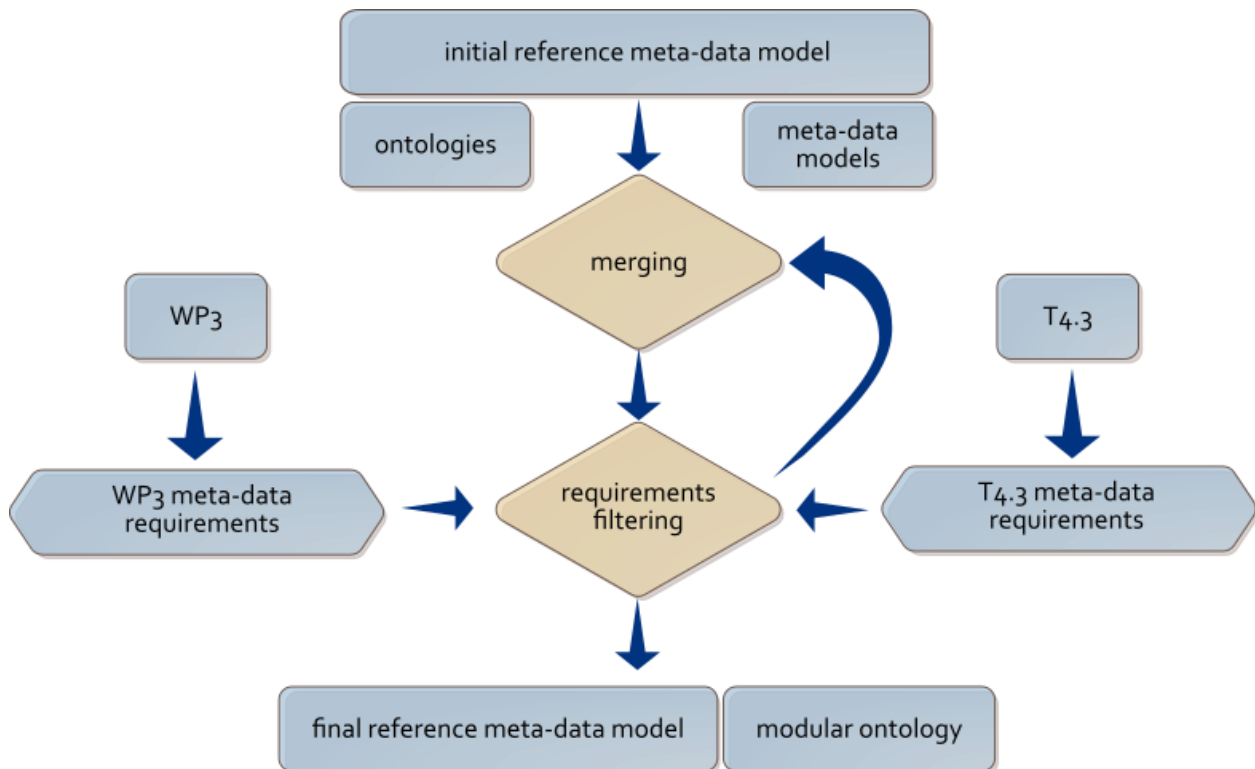 initial reference meta-data model
ontologies
meta-data
models
merging
WP3
T4.3
requirements
filtering
WP3 meta-data
requirements
T4.3 meta-data
requirements
final reference meta-data model
modular ontology